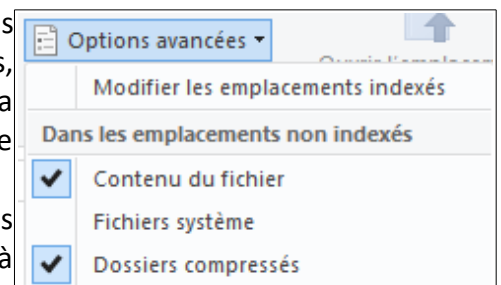 s
Options avancées
s,
Modifier les emplacements indexés
a
Dans les emplacements non indexés
e
Contenu du fichier
Fichiers système
s
Dossiers compressés
à